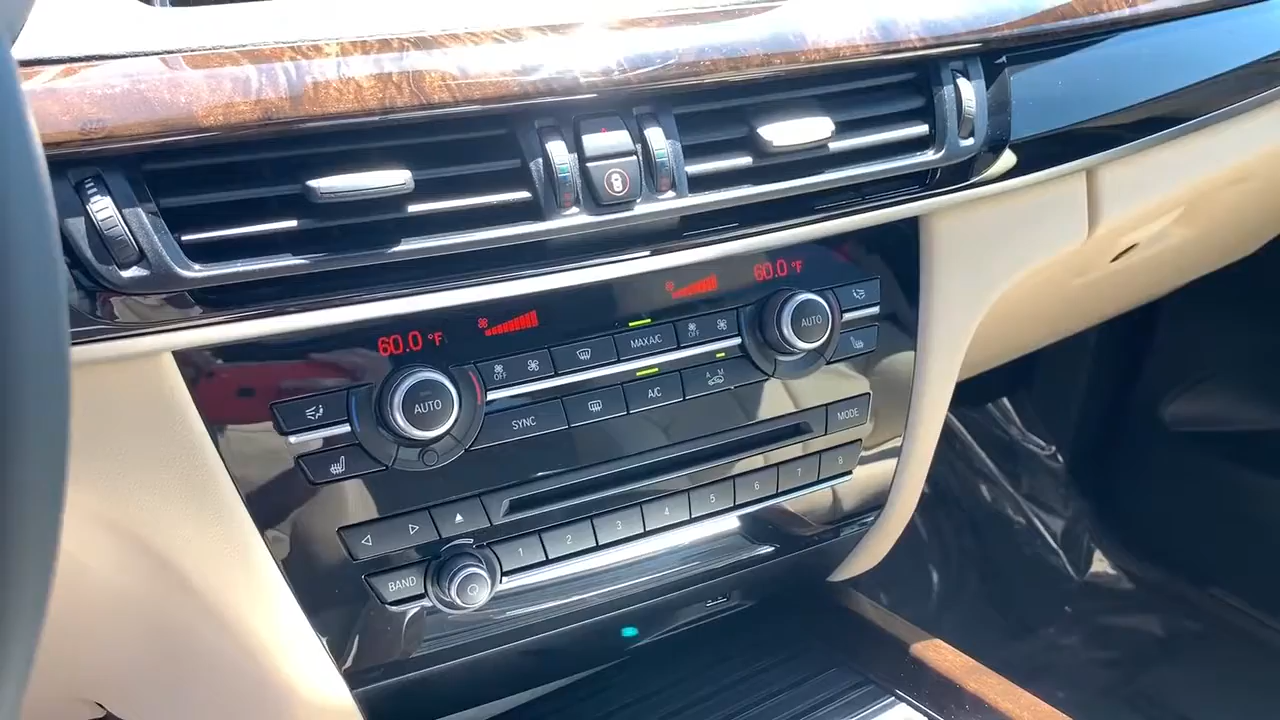 60.0 °F
60.0 °F
AUTO
OFF
MAX A/C
OFF
AUTO
SYNC
A/C
A M
MODE
1 2 3 4 5 6 7 8
BAND